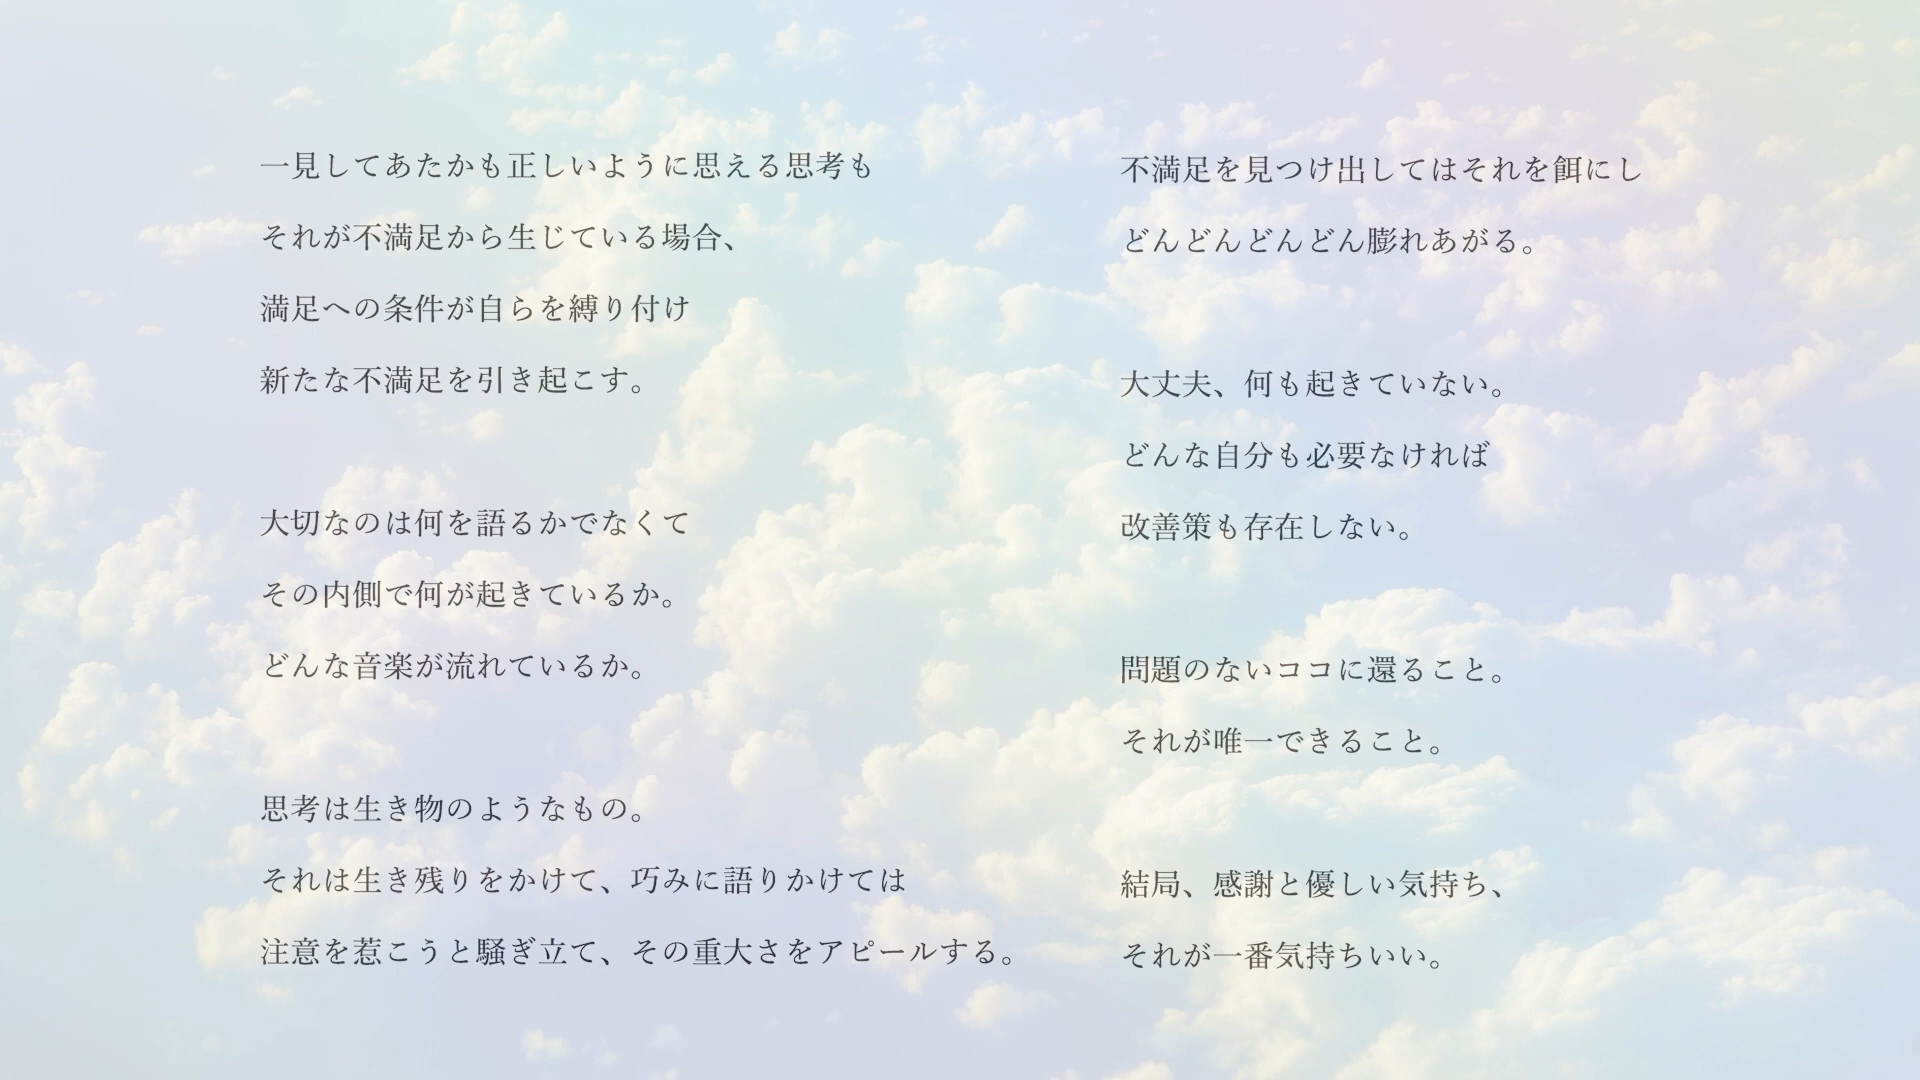 一見してあたかも正しいように思える思考も
それが不満足から生じている場合、
満足への条件が自らを縛り付け
新たな不満足を引き起こす。
大切なのは何を語るかでなくて
その内側で何が起きているか。
どんな音楽が流れているか。
思考は生き物のようなもの。
それは生き残りをかけて、巧みに語りかけては
注意を惹こうと騒ぎ立て、その重大さをアピールする。
不満足を見つけ出してはそれを餌にし
どんどんどんどん膨れあがる。
大丈夫、何も起きていない。
どんな自分も必要なければ
改善策も存在しない。
問題のないココに還ること。
それが唯一できること。
結局、感謝と優しい気持ち、
それが一番気持ちいい。